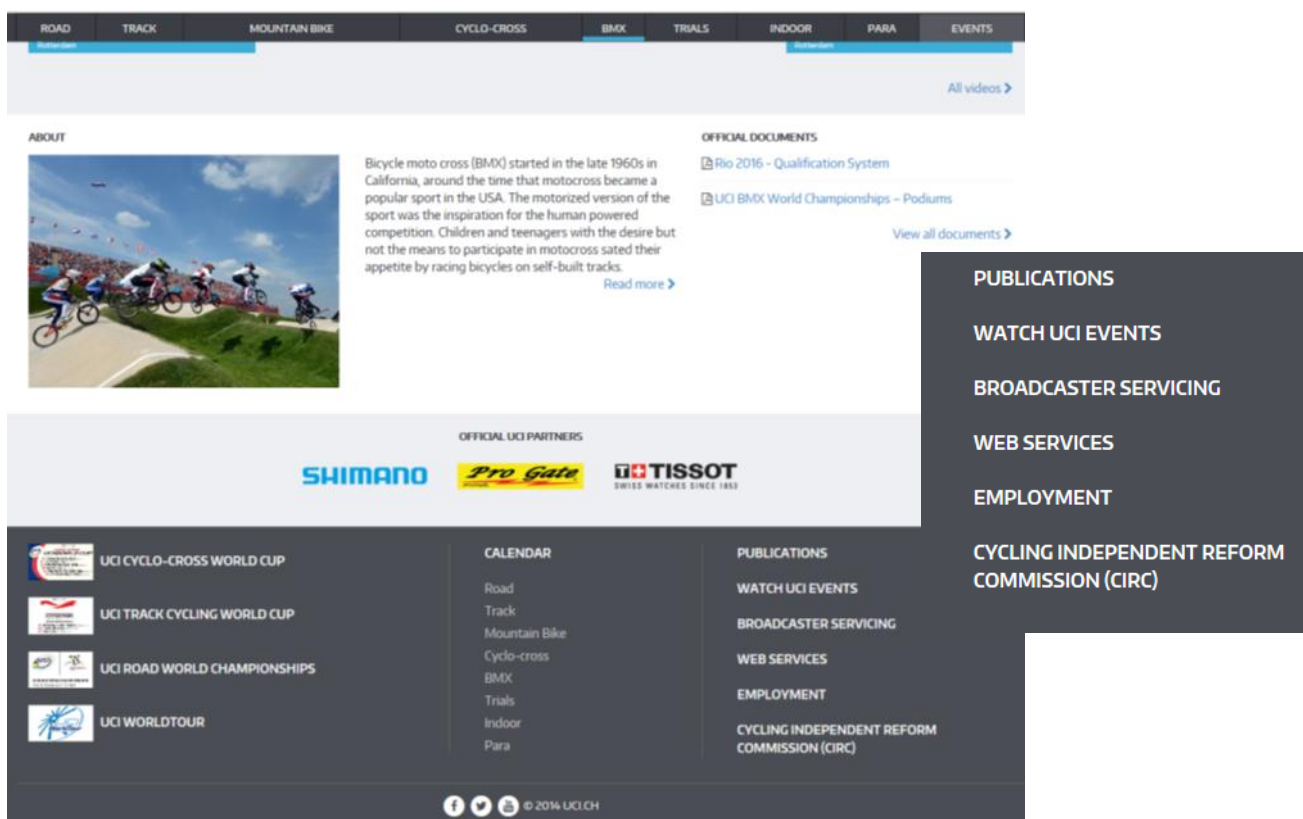 ROAD TRACK MOUNTAIN BIKE CYCLO-CROSS BMX TRIALS INDOOR PARA EVENTS
Rotterdam Rotterdam
All videos
ABOUT
Bicycle moto cross (BMX) started in the late 1960s in
California, around the time that motocross became a
popular sport in the USA. The motorized version of the
sport was the inspiration for the human powered
competition. Children and teenagers with the desire but
not the means to participate in motocross sated their
appetite by racing bicycles on self-built tracks.
Read more
OFFICIAL DOCUMENTS
Rio 2016 - Qualification System
UCI BMX World Championships – Podiums
View all documents
PUBLICATIONS
WATCH UCI EVENTS
BROADCASTER SERVICING
WEB SERVICES
EMPLOYMENT
CYCLING INDEPENDENT REFORM
COMMISSION (CIRC)
OFFICIAL UCI PARTNERS
SHIMANO
Pro Gate
TISSOT
SWISS WATCHES SINCE 1853
UCI CYCLO-CROSS WORLD CUP
UCI TRACK CYCLING WORLD CUP
UCI ROAD WORLD CHAMPIONSHIPS
UCI WORLDTOUR
CALENDAR
Road
Track
Mountain Bike
Cyclo-cross
BMX
Trials
Indoor
Para
PUBLICATIONS
WATCH UCI EVENTS
BROADCASTER SERVICING
WEB SERVICES
EMPLOYMENT
CYCLING INDEPENDENT REFORM
COMMISSION (CIRC)
© 2014 UCI.CH